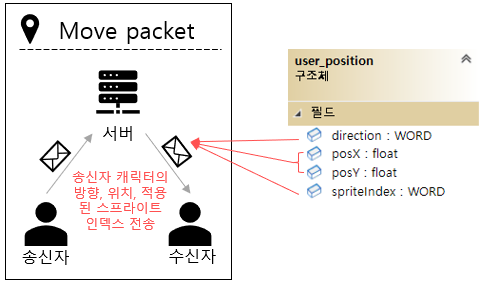 Move packet
서버
송신자 캐릭터의
방향, 위치, 적용
된 스프라이트
인덱스 전송
송신자
수신자
user_position
구조체
필드
direction : WORD
posX : float
posY : float
spriteIndex : WORD